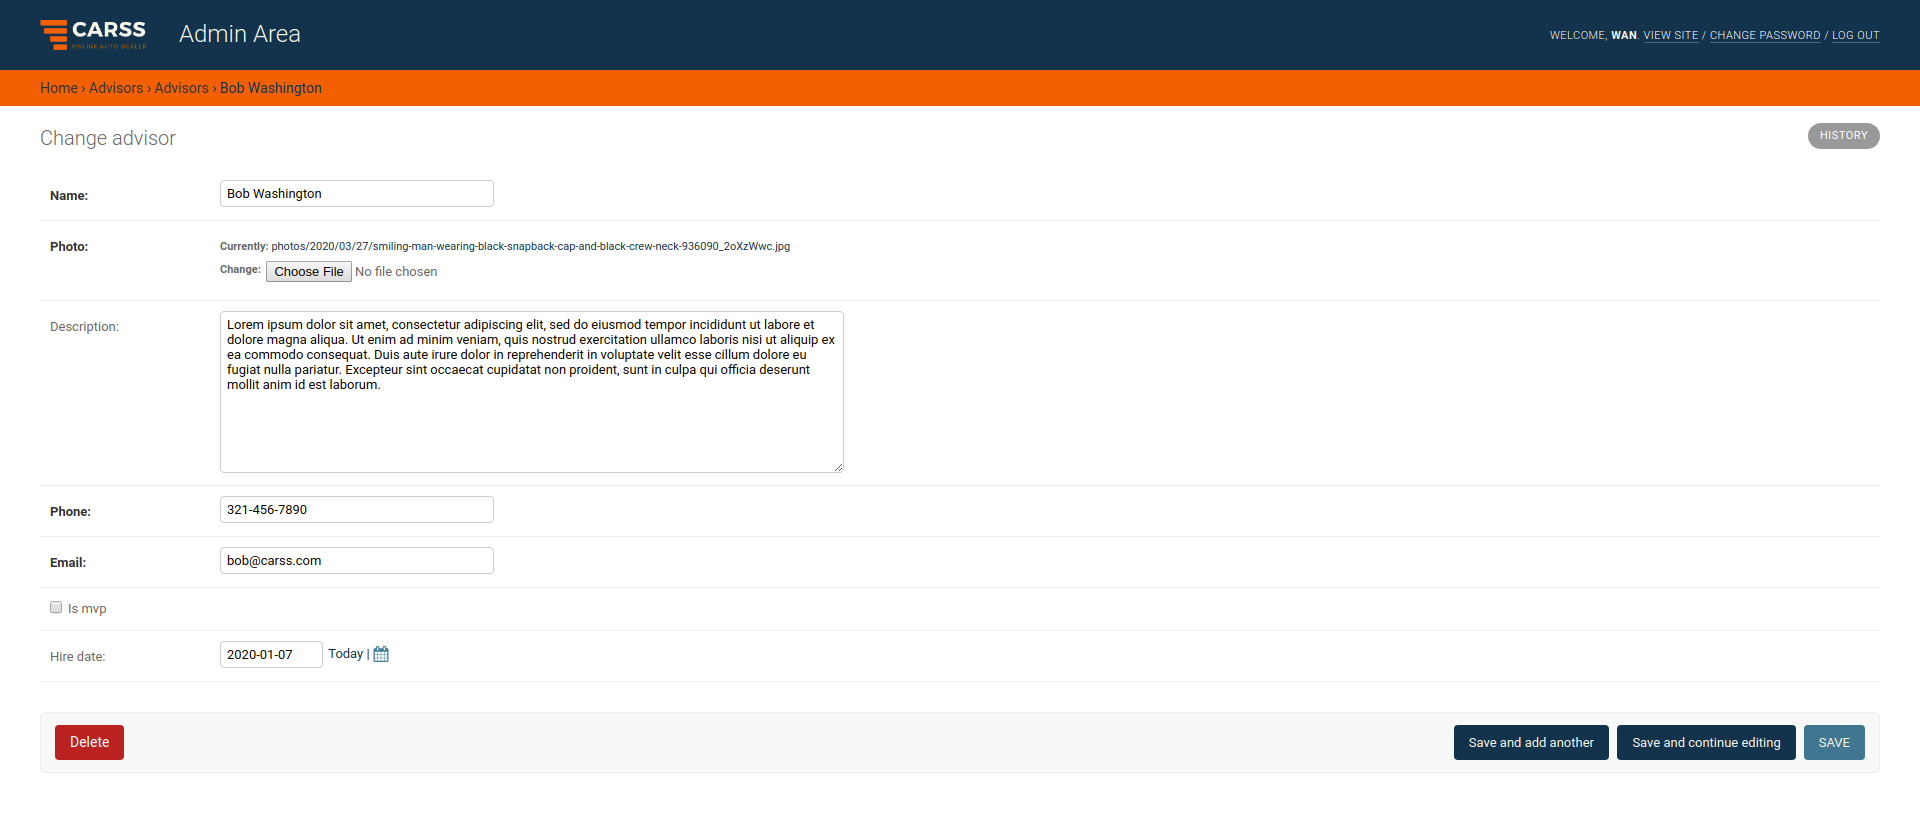 CARSS
ONLINE AUTO DEALER
Admin Area
WELCOME, WAN. VIEW SITE / CHANGE PASSWORD / LOG OUT
Home › Advisors › Advisors › Bob Washington
Change advisor
HISTORY
Name:
Bob Washington
Photo:
Currently: photos/2020/03/27/smiling-man-wearing-black-snapback-cap-and-black-crew-neck-936090_2oXzWwc.jpg
Change: Choose File No file chosen
Description:
Lorem ipsum dolor sit amet, consectetur adipiscing elit, sed do eiusmod tempor incididunt ut labore et
dolore magna aliqua. Ut enim ad minim veniam, quis nostrud exercitation ullamco laboris nisi ut aliquip ex
ea commodo consequat. Duis aute irure dolor in reprehenderit in voluptate velit esse cillum dolore eu
fugiat nulla pariatur. Excepteur sint occaecat cupidatat non proident, sunt in culpa qui officia deserunt
mollit anim id est laborum.
Phone:
321-456-7890
Email:
bob@carss.com
Is mvp
Hire date:
2020-01-07
Today |
Delete
Save and add another
Save and continue editing
SAVE